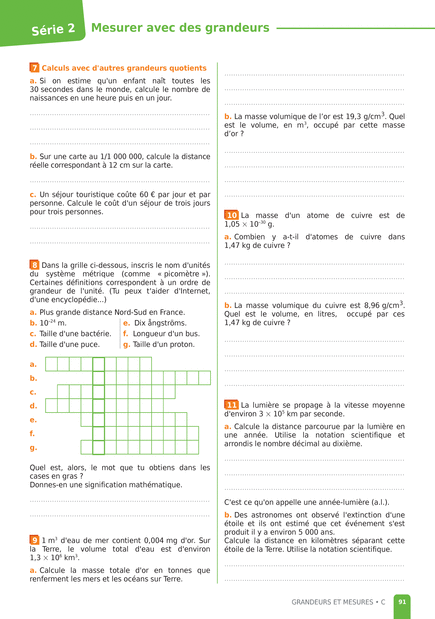 Série 2
Mesurer avec des grandeurs
7 Calculs avec d'autres grandeurs quotients
a. Si on estime qu'un enfant naît toutes les
30 secondes dans le monde, calcule le nombre de
naissances en une heure puis en un jour.
b. Sur une carte au 1/1 000 000, calcule la distance
réelle correspondant à 12 cm sur la carte.
c. Un séjour touristique coûte 60 € par jour et par
personne. Calcule le coût d'un séjour de trois jours
pour trois personnes.
8 Dans la grille ci-dessous, inscris le nom d'unités
du système métrique (comme « picomètre »).
Certaines définitions correspondent à un ordre de
grandeur de l'unité. (Tu peux t'aider d'Internet,
d'une encyclopédie...)
a. Plus grande distance Nord-Sud en France.
b. 10⁻²⁴ m.
c. Taille d'une bactérie.
d. Taille d'une puce.
e. Dix ångströms.
f. Longueur d'un bus.
g. Taille d'un proton.
a.
b.
c.
d.
e.
f.
g.
Quel est, alors, le mot que tu obtiens dans les
cases en gras ?
Donnes-en une signification mathématique.
9 1 m³ d'eau de mer contient 0,004 mg d'or. Sur
la Terre, le volume total d'eau est d'environ
1,3 × 10⁶ km³.
a. Calcule la masse totale d'or en tonnes que
renferment les mers et les océans sur Terre.
b. La masse volumique de l'or est 19,3 g/cm³. Quel
est le volume, en m³, occupé par cette masse
d'or ?
10 La masse d'un atome de cuivre est de
1,05 × 10⁻³⁰ g.
a. Combien y a-t-il d'atomes de cuivre dans
1,47 kg de cuivre ?
b. La masse volumique du cuivre est 8,96 g/cm³.
Quel est le volume, en litres, occupé par ces
1,47 kg de cuivre ?
11 La lumière se propage à la vitesse moyenne
d'environ 3 × 10⁵ km par seconde.
a. Calcule la distance parcourue par la lumière en
une année. Utilise la notation scientifique et
arrondis le nombre décimal au dixième.
C'est ce qu'on appelle une année-lumière (a.l.).
b. Des astronomes ont observé l'extinction d'une
étoile et ils ont estimé que cet événement s'est
produit il y a environ 5 000 ans.
Calcule la distance en kilomètres séparant cette
étoile de la Terre. Utilise la notation scientifique.
GRANDEURS ET MESURES • C
91